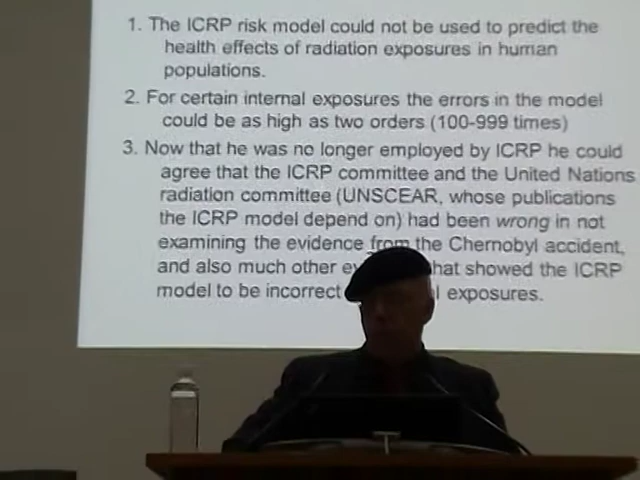 1. The ICRP risk model could not be used to predict the
health effects of radiation exposures in human
populations.
2. For certain internal exposures the errors in the model
could be as high as two orders (100-999 times)
3. Now that he was no longer employed by ICRP he could
agree that the ICRP committee and the United Nations
radiation committee (UNSCEAR, whose publications
the ICRP model depend on) had been wrong in not
examining the evidence from the Chernobyl accident,
and also much other hat showed the ICRP
model to be incorrect exposures.